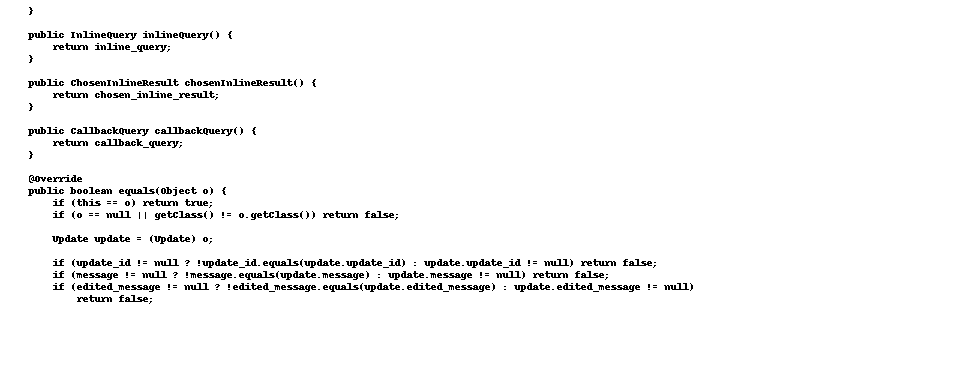 }

public InlineQuery inlineQuery() {
    return inline_query;
}

public ChosenInlineResult chosenInlineResult() {
    return chosen_inline_result;
}

public CallbackQuery callbackQuery() {
    return callback_query;
}

@Override
public boolean equals(Object o) {
    if (this == o) return true;
    if (o == null || getClass() != o.getClass()) return false;

    Update update = (Update) o;

    if (update_id != null ? !update_id.equals(update.update_id) : update.update_id != null) return false;
    if (message != null ? !message.equals(update.message) : update.message != null) return false;
    if (edited_message != null ? !edited_message.equals(update.edited_message) : update.edited_message != null)
        return false;